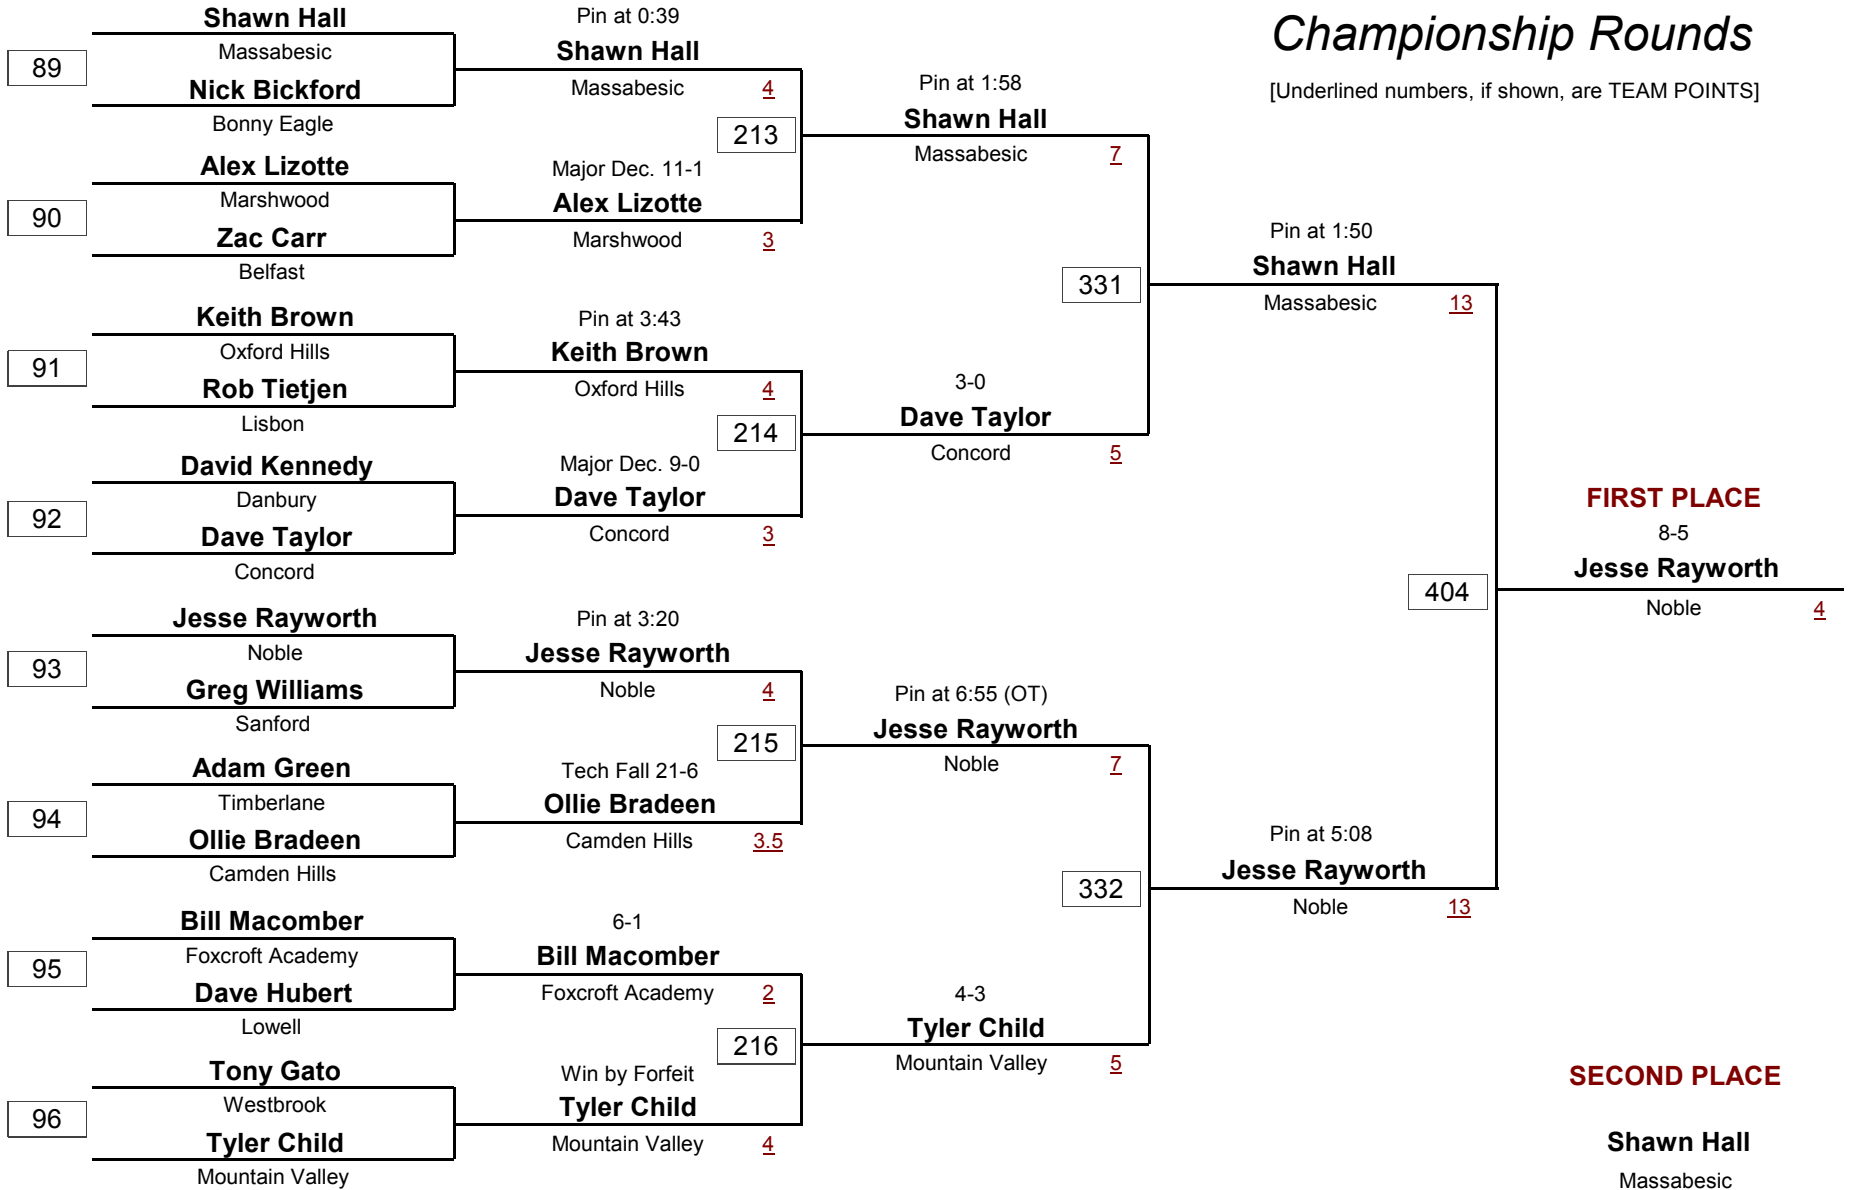 Championship Rounds
[Underlined numbers, if shown, are TEAM POINTS]
Shawn Hall
Massabesic
89
Nick Bickford
Bonny Eagle
Alex Lizotte
Marshwood
90
Zac Carr
Belfast
Keith Brown
Oxford Hills
91
Rob Tietjen
Lisbon
David Kennedy
Danbury
92
Dave Taylor
Concord
Jesse Rayworth
Noble
93
Greg Williams
Sanford
Adam Green
Timberlane
94
Ollie Bradeen
Camden Hills
Bill Macomber
Foxcroft Academy
95
Dave Hubert
Lowell
Tony Gato
Westbrook
96
Tyler Child
Mountain Valley
Pin at 0:39
Shawn Hall
Massabesic 4
213
Major Dec. 11-1
Alex Lizotte
Marshwood 3
Pin at 3:43
Keith Brown
Oxford Hills 4
214
Major Dec. 9-0
Dave Taylor
Concord 3
Pin at 3:20
Jesse Rayworth
Noble 4
215
Tech Fall 21-6
Ollie Bradeen
Camden Hills 3.5
6-1
Bill Macomber
Foxcroft Academy 2
216
Win by Forfeit
Tyler Child
Mountain Valley 4
Pin at 1:58
Shawn Hall
Massabesic 7
331
3-0
Dave Taylor
Concord 5
Pin at 6:55 (OT)
Jesse Rayworth
Noble 7
332
4-3
Tyler Child
Mountain Valley 5
Pin at 1:50
Shawn Hall
Massabesic 13
404
Pin at 5:08
Jesse Rayworth
Noble 13
FIRST PLACE
8-5
Jesse Rayworth
Noble 4
SECOND PLACE
Shawn Hall
Massabesic